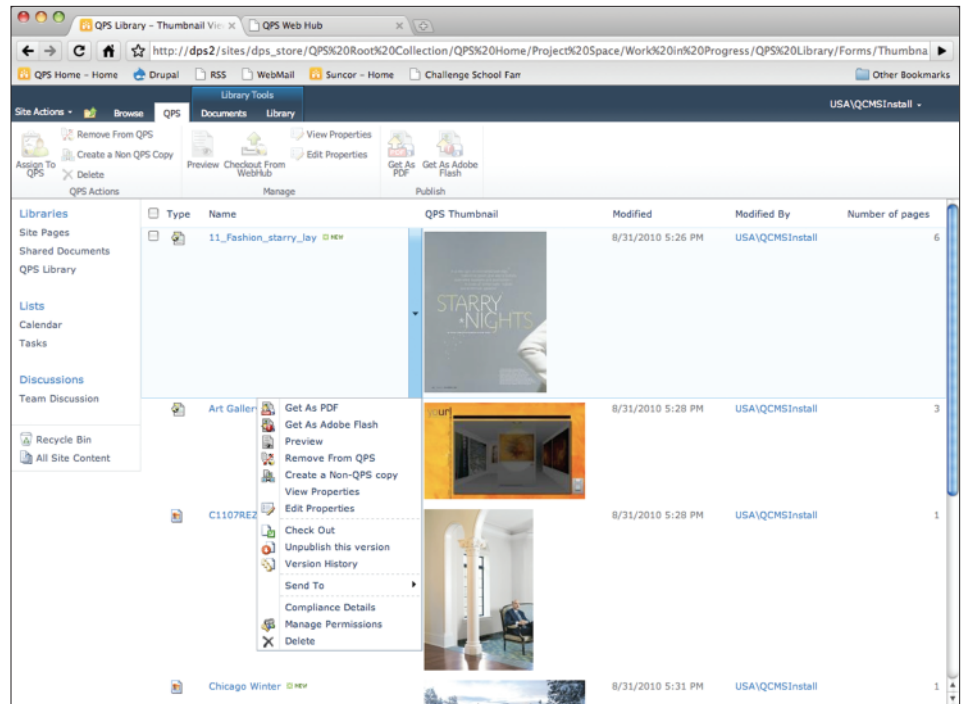 QPS Library – Thumbnail Vie
QPS Web Hub
http://dps2/sites/dps_store/QPS%20Root%20Collection/QPS%20Home/Project%20Space/Work%20in%20Progress/QPS%20Library/Forms/Thumbna
QPS Home – Home Drupal RSS WebMail Suncor – Home Challenge School Fam Other Bookmarks
Library Tools
Site Actions Browse QPS Documents Library USA\QCMSInstall
Assign To QPS
Remove From QPS
Create a Non QPS Copy
Delete
QPS Actions
Preview
Checkout From WebHub
View Properties
Edit Properties
Manage
Get As PDF
Get As Adobe Flash
Publish
Libraries
Site Pages
Shared Documents
QPS Library
Lists
Calendar
Tasks
Discussions
Team Discussion
Recycle Bin
All Site Content
Type Name QPS Thumbnail Modified Modified By Number of pages
11_Fashion_starry_lay NEW 8/31/2010 5:26 PM USA\QCMSInstall 6
STARRY
NIGHTS
Art Galler 8/31/2010 5:28 PM USA\QCMSInstall 3
your
Get As PDF
Get As Adobe Flash
Preview
Remove From QPS
Create a Non-QPS copy
View Properties
Edit Properties
Check Out
Unpublish this version
Version History
Send To
Compliance Details
Manage Permissions
Delete
C1107REZ 8/31/2010 5:28 PM USA\QCMSInstall 1
Chicago Winter NEW 8/31/2010 5:31 PM USA\QCMSInstall 1